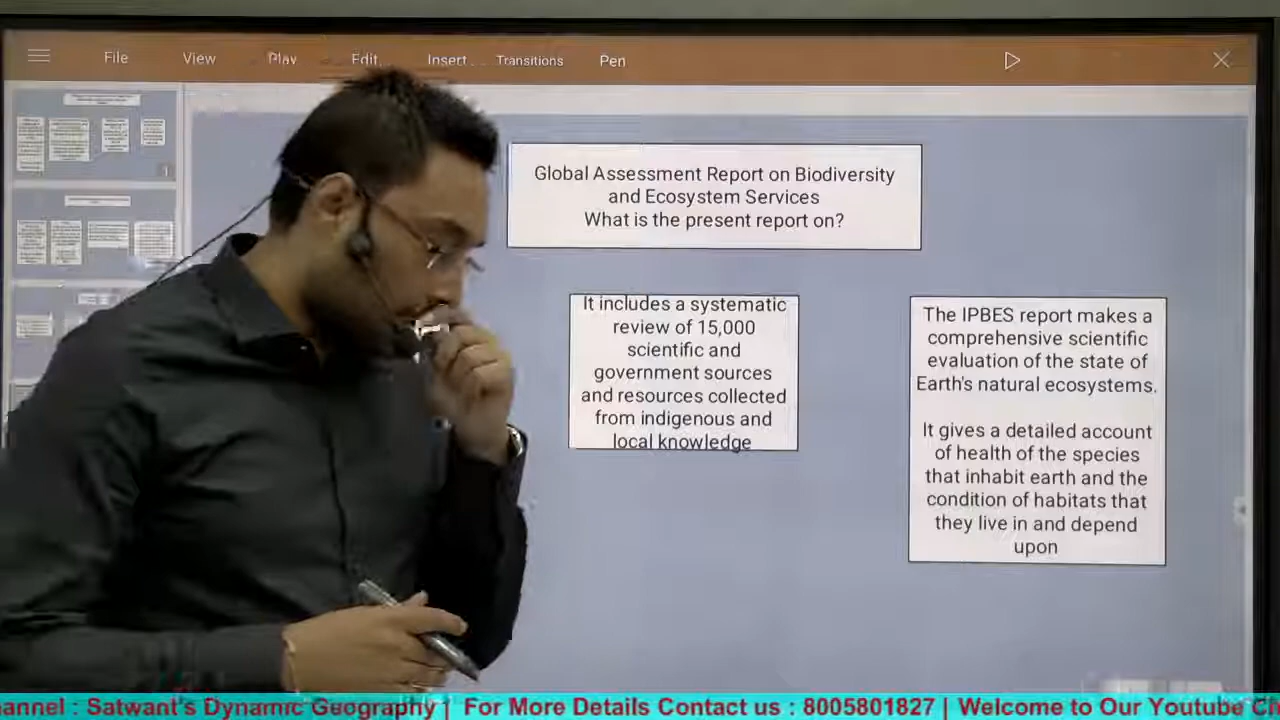 File View Play Edit Insert Transitions Pen
Global Assessment Report on Biodiversity
and Ecosystem Services
What is the present report on?
It includes a systematic
review of 15,000
scientific and
government sources
and resources collected
from indigenous and
local knowledge
The IPBES report makes a
comprehensive scientific
evaluation of the state of
Earth's natural ecosystems.
It gives a detailed account
of health of the species
that inhabit earth and the
condition of habitats that
they live in and depend
upon
hannel : Satwant's Dynamic Geography | For More Details Contact us : 8005801827 | Welcome to Our Youtube Ch